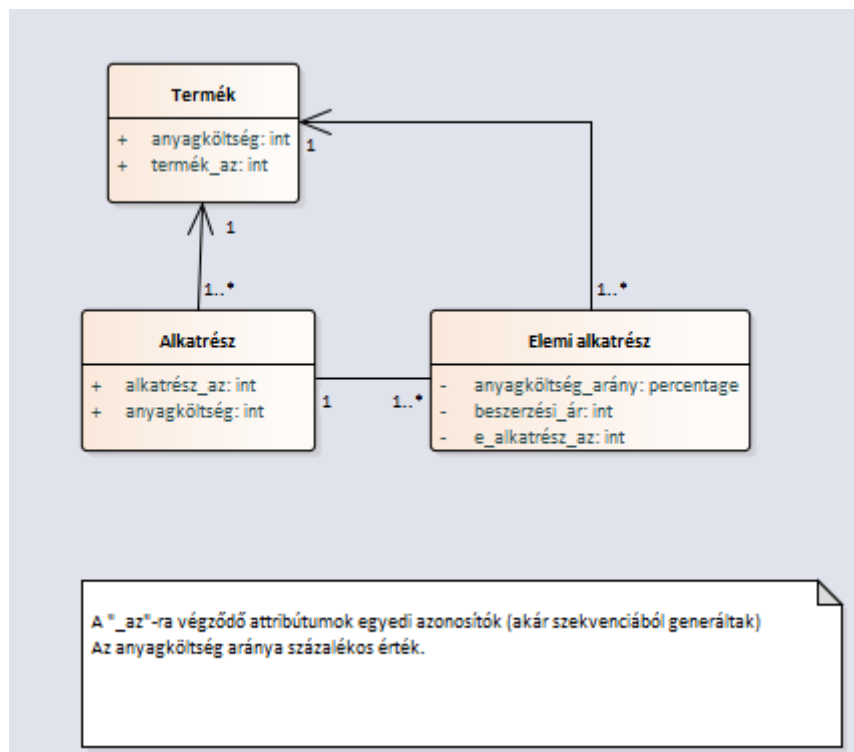 Termék
+ anyagköltség: int
+ termék_az: int
1
1
1..*
1..*
Alkatrész
+ alkatrész_az: int
+ anyagköltség: int
1
1..*
Elemi alkatrész
- anyagköltség_arány: percentage
- beszerzési_ár: int
- e_alkatrész_az: int
A "_az"-ra végződő attribútumok egyedi azonosítók (akár szekvenciából generáltak)
Az anyagköltség aránya százalékos érték.